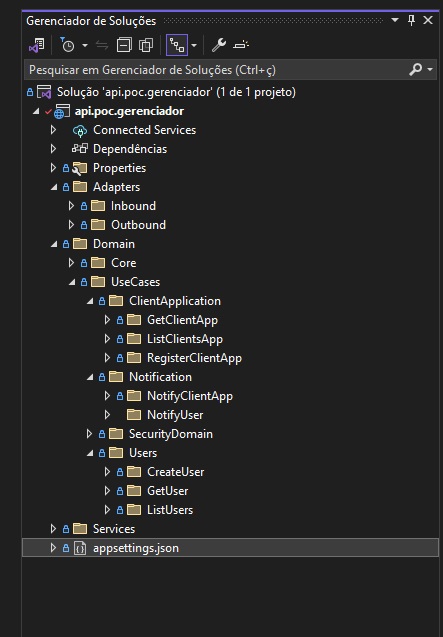 Gerenciador de Soluções
Pesquisar em Gerenciador de Soluções (Ctrl+ç)
Solução 'api.poc.gerenciador' (1 de 1 projeto)
api.poc.gerenciador
Connected Services
Dependências
Properties
Adapters
Inbound
Outbound
Domain
Core
UseCases
ClientApplication
GetClientApp
ListClientsApp
RegisterClientApp
Notification
NotifyClientApp
NotifyUser
SecurityDomain
Users
CreateUser
GetUser
ListUsers
Services
appsettings.json